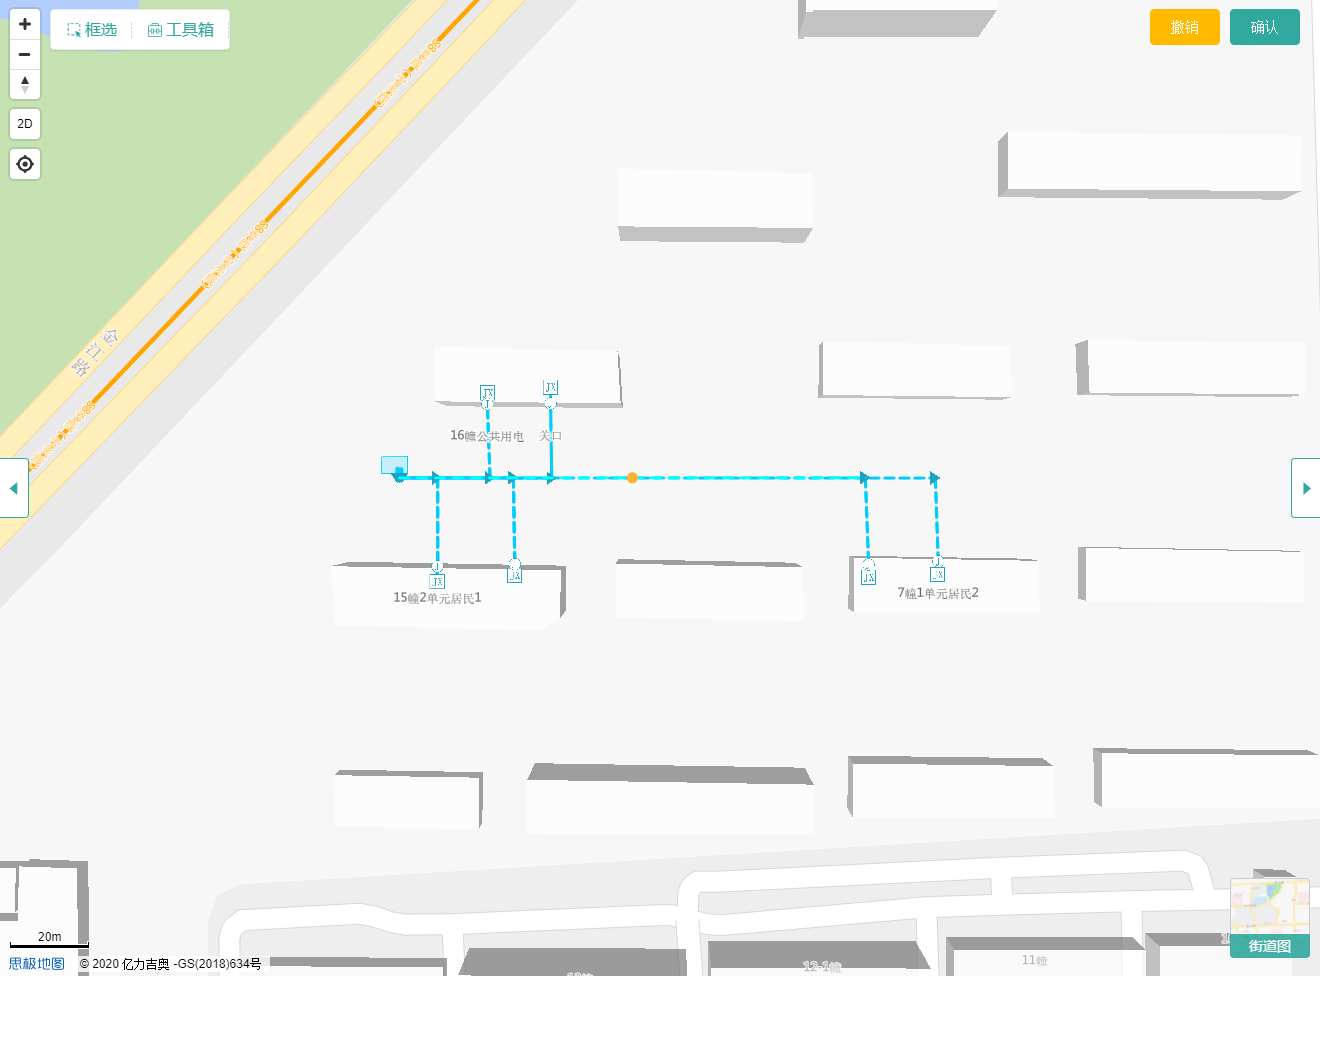 框选
工具箱
撤销
确认
2D
金江路
JX
JX
16幢公共用电
关口
JX
JX
JX
JX
15幢2单元居民1
7幢1单元居民2
20m
思极地图
© 2020 亿力吉奥 -GS(2018)634号
12-1幢
11幢
街道图